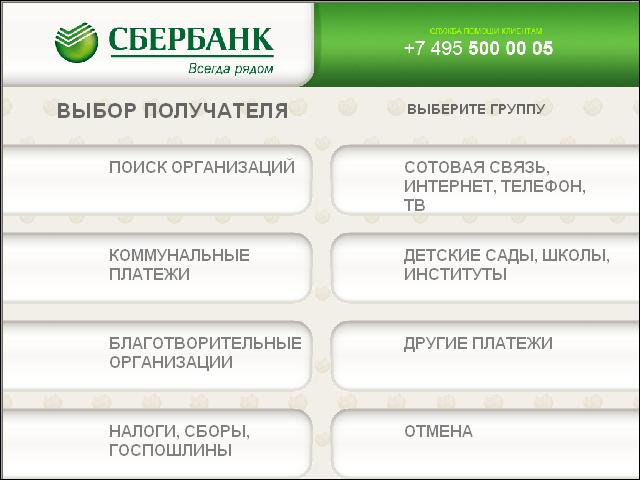 СБЕРБАНК
Всегда рядом
СЛУЖБА ПОМОЩИ КЛИЕНТАМ
+7 495 500 00 05
ВЫБОР ПОЛУЧАТЕЛЯ
ВЫБЕРИТЕ ГРУППУ
ПОИСК ОРГАНИЗАЦИЙ
СОТОВАЯ СВЯЗЬ,
ИНТЕРНЕТ, ТЕЛЕФОН,
ТВ
КОММУНАЛЬНЫЕ
ПЛАТЕЖИ
ДЕТСКИЕ САДЫ, ШКОЛЫ,
ИНСТИТУТЫ
БЛАГОТВОРИТЕЛЬНЫЕ
ОРГАНИЗАЦИИ
ДРУГИЕ ПЛАТЕЖИ
НАЛОГИ, СБОРЫ,
ГОСПОШЛИНЫ
ОТМЕНА